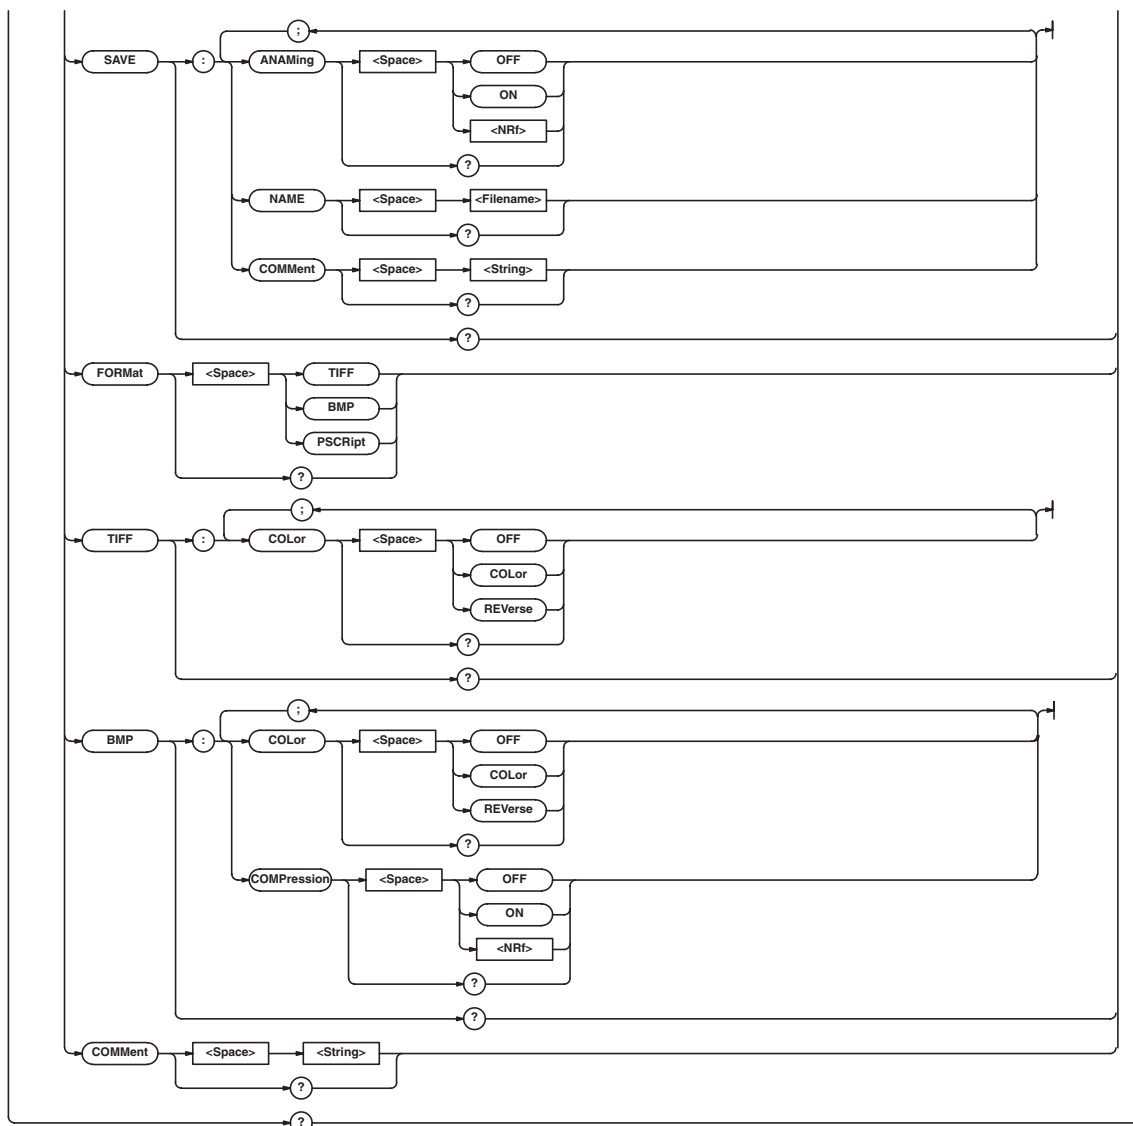 ;
SAVE : ANAMing <Space> OFF
ON
<NRf>
?
NAME <Space> <Filename>
?
COMMent <Space> <String>
?
?
FORMat <Space> TIFF
BMP
PSCRipt
?
;
TIFF : COLor <Space> OFF
COLor
REVerse
?
?
;
BMP : COLor <Space> OFF
COLor
REVerse
?
COMPression <Space> OFF
ON
<NRf>
?
?
COMMent <Space> <String>
?
?